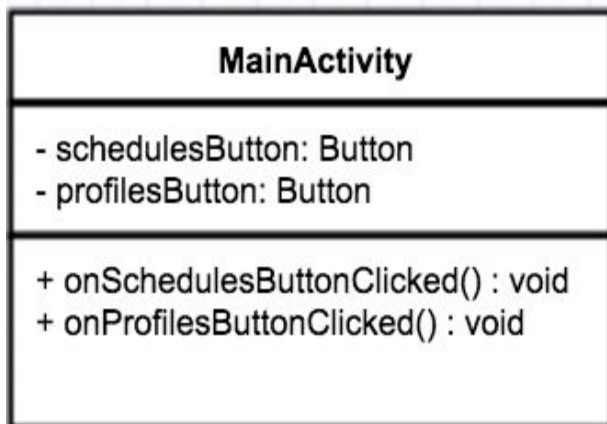 MainActivity
- schedulesButton: Button
- profilesButton: Button
+ onSchedulesButtonClicked() : void
+ onProfilesButtonClicked() : void